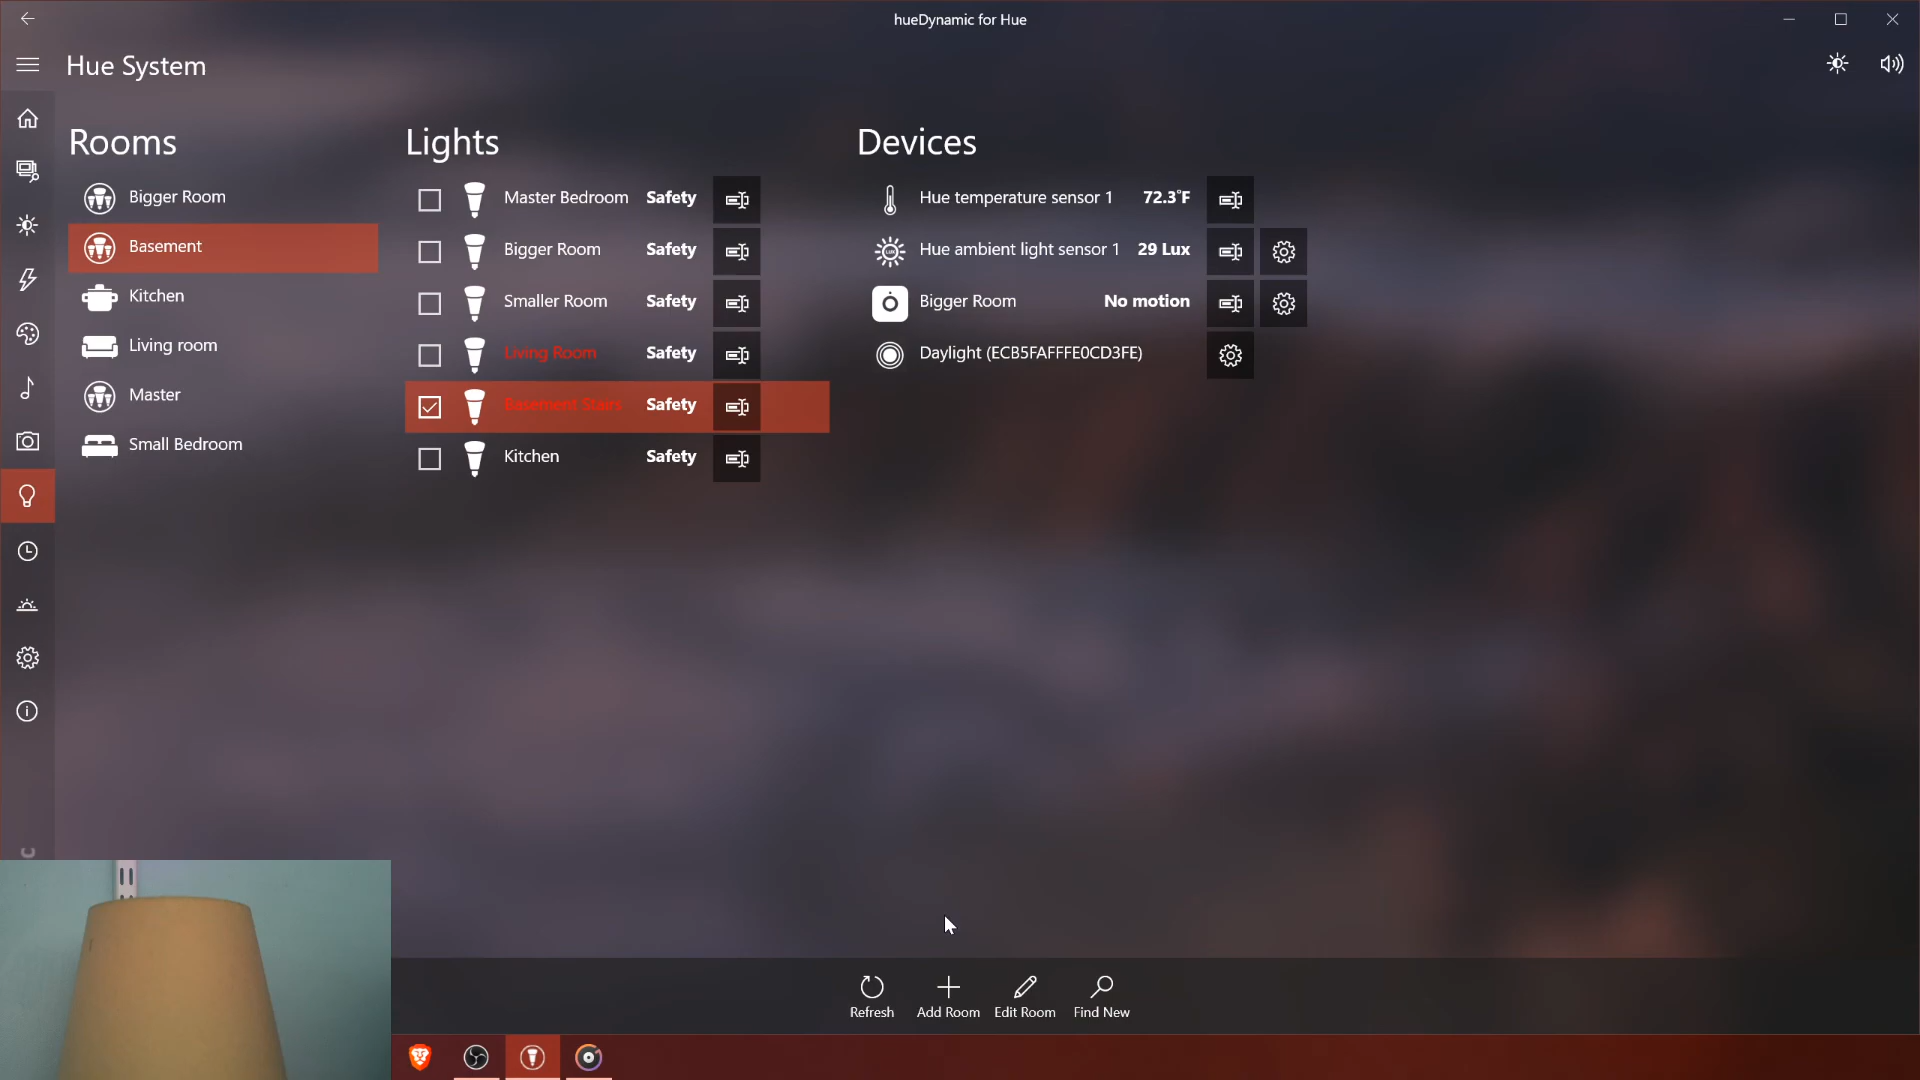 hueDynamic for Hue
Hue System
Rooms
Bigger Room
Basement
Kitchen
Living room
Master
Small Bedroom
Lights
Master Bedroom Safety
Bigger Room Safety
Smaller Room Safety
Living Room Safety
Basement Stairs Safety
Kitchen Safety
Devices
Hue temperature sensor 1 72.3°F
LUX
Hue ambient light sensor 1 29 Lux
Bigger Room No motion
Daylight (ECB5FAFFFE0CD3FE)
Refresh
Add Room
Edit Room
Find New